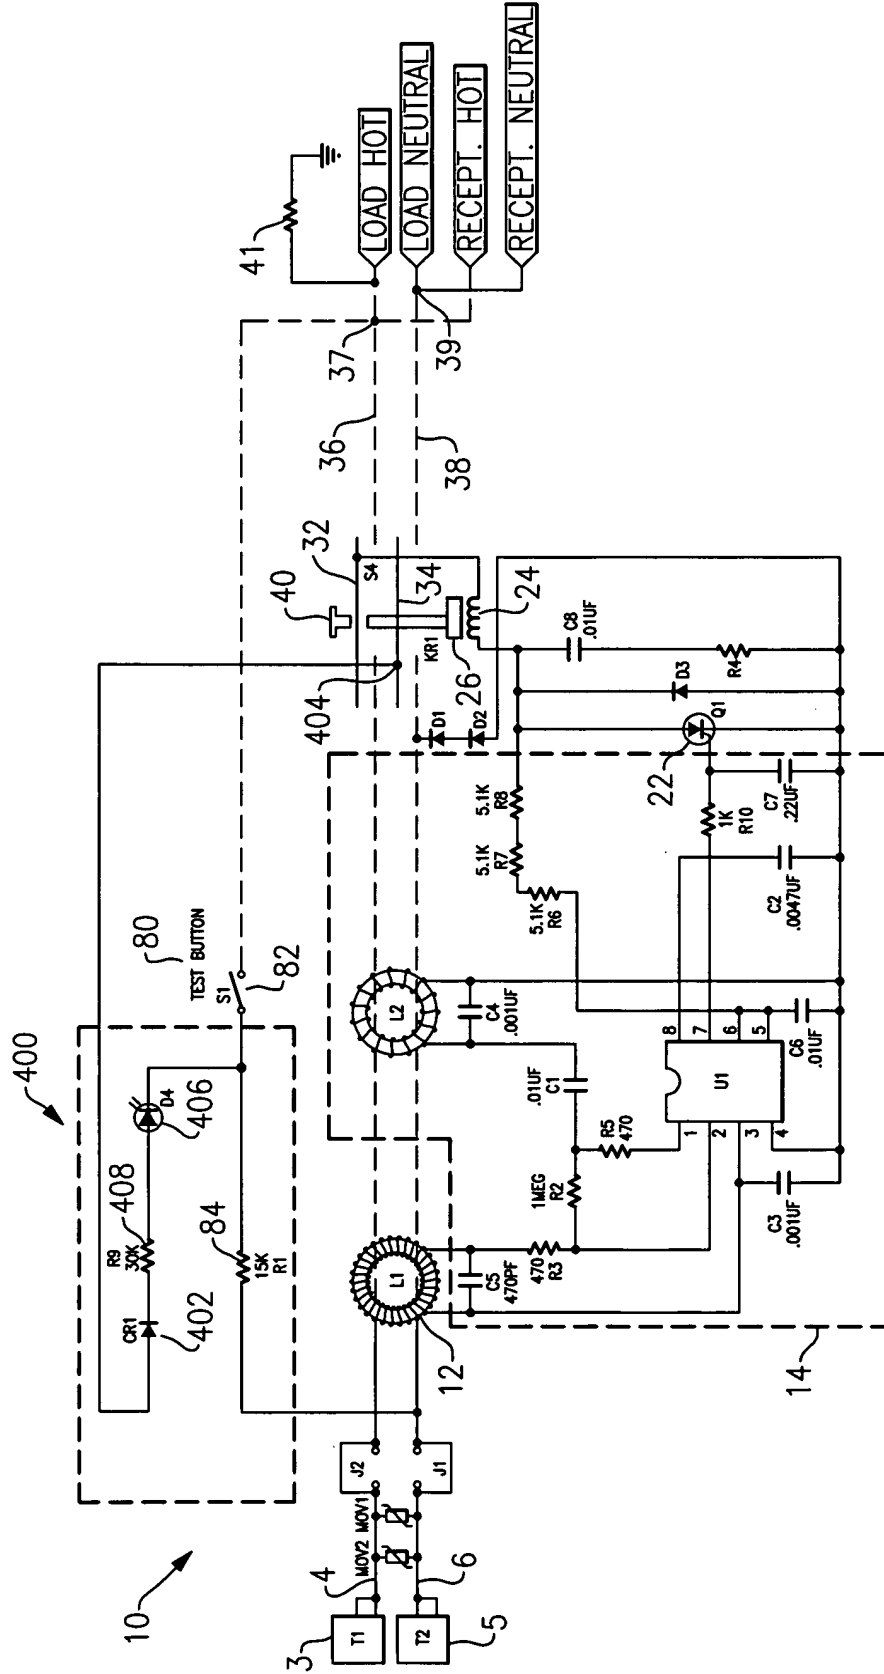 10
400
3
T1
4
MOV2
MOV1
T2
5
6
J2
J1
CR1
402
R9
30K
408
15K
R1
84
D4
406
TEST BUTTON
80
S1
82
40
32
S4
34
404
KR1
26
24
36
37
38
39
41
LOAD HOT
LOAD NEUTRAL
RECEPT. HOT
RECEPT. NEUTRAL
L1
12
L2
C5
470PF
470
R3
1MEG
R2
.01UF
C1
C4
.001UF
R5
470
5.1K
R6
5.1K
R7
5.1K
R8
D1
D2
C8
.01UF
D3
R4
22
Q1
1K
R10
C7
.22UF
C2
.0047UF
U1
1
2
3
4
5
6
7
8
C6
.01UF
C3
.001UF
14